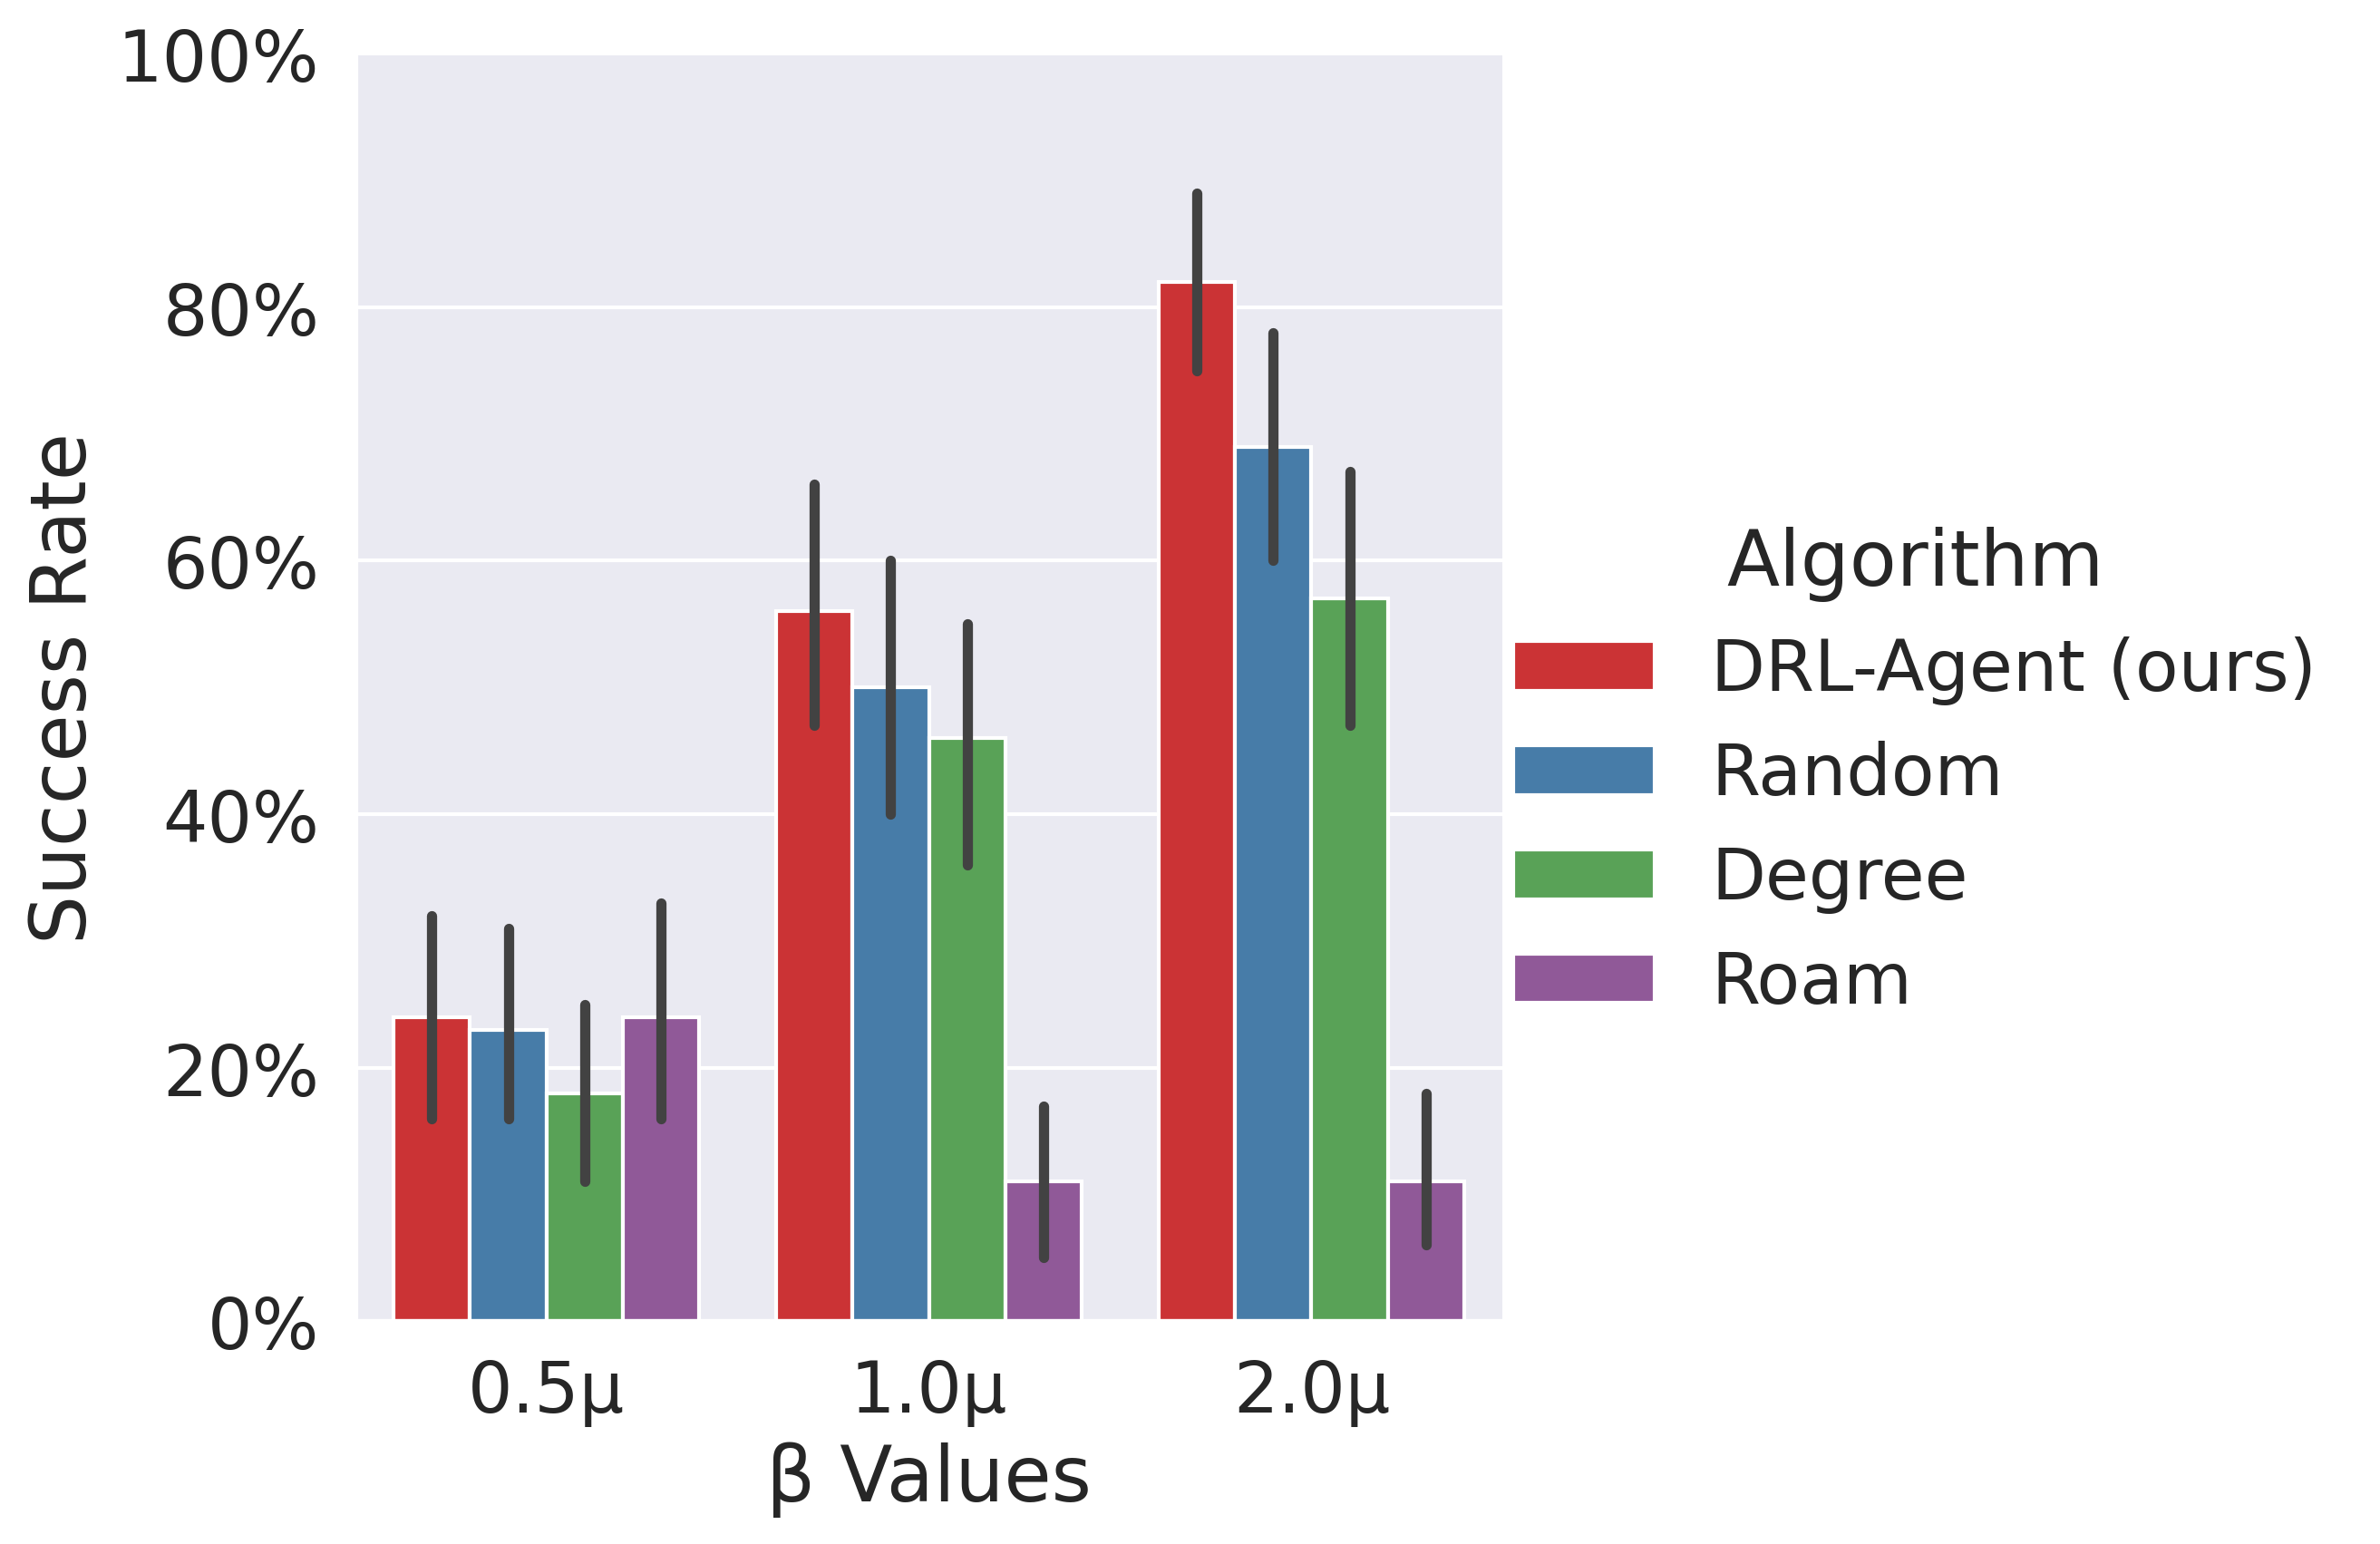 100%
80%
60%
40%
20%
0%
Success Rate
0.5μ 1.0μ 2.0μ
β Values
Algorithm
DRL-Agent (ours)
Random
Degree
Roam